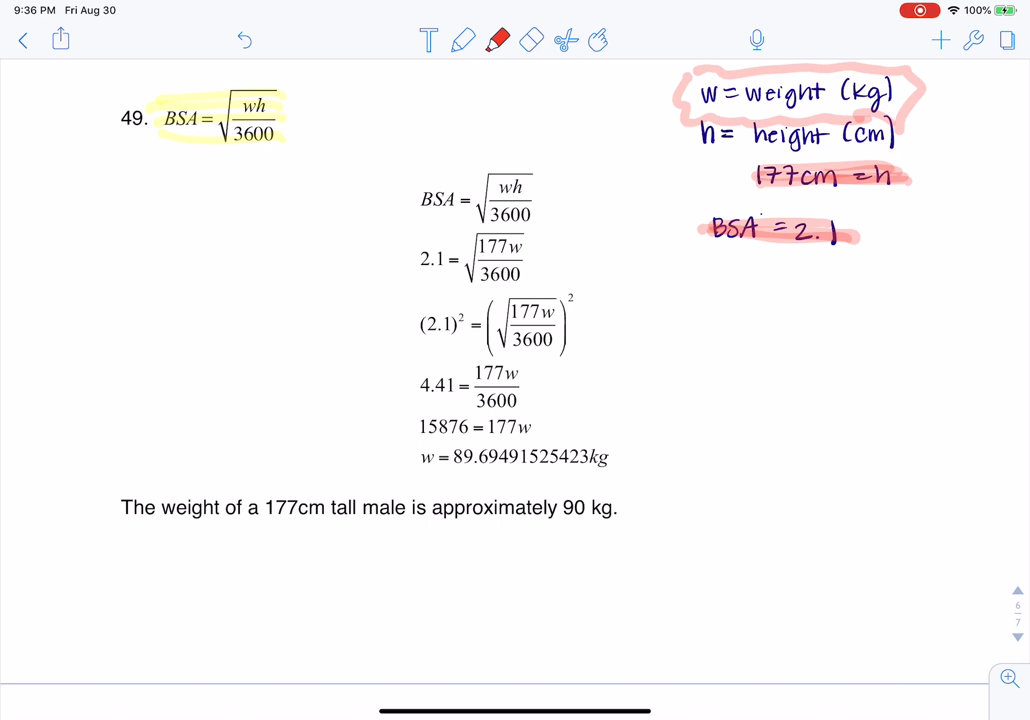 9:36 PM Fri Aug 30
100%
T
49. BSA = √(wh/3600)
w = weight (kg)
h = height (cm)
177cm = h
BSA = 2.1
BSA = √(wh/3600)
2.1 = √(177w/3600)
(2.1)² = (√(177w/3600))²
4.41 = 177w/3600
15876 = 177w
w = 89.69491525423kg
The weight of a 177cm tall male is approximately 90 kg.
6
7